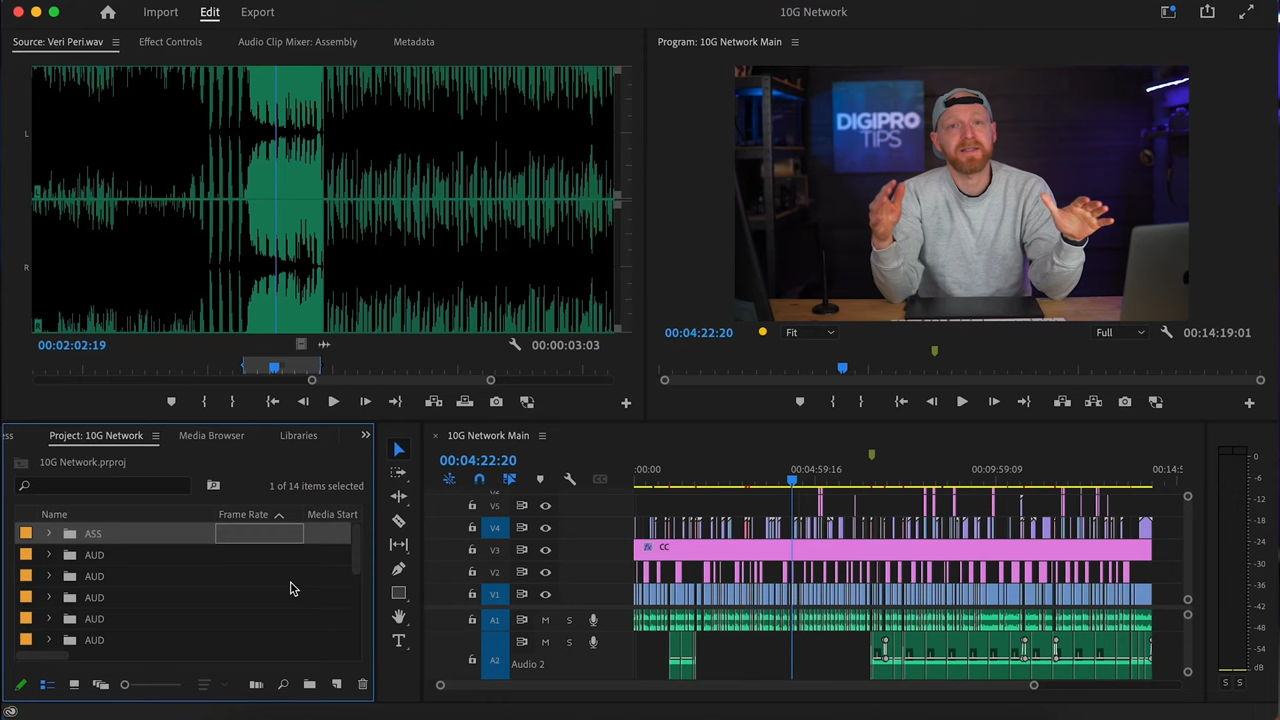 Import
Edit
Export
10G Network
Source: Veri Peri.wav
Effect Controls
Audio Clip Mixer: Assembly
Metadata
Program: 10G Network Main
L
R
DIGIPRO
TIPS
00:02:02:19
00:00:03:03
00:04:22:20
Fit
Full
00:14:19:01
Project: 10G Network
Media Browser
Libraries
10G Network.prproj
1 of 14 items selected
Name
Frame Rate
Media Start
ASS
AUD
AUD
AUD
AUD
AUD
10G Network Main
00:04:22:20
:00:00
00:04:59:16
00:09:59:09
00:14:5
V5
V4
V3
CC
V2
V1
A1
M
S
M
S
A2
Audio 2
0
-6
-12
-18
-24
-30
-36
-42
-48
-54
S
S